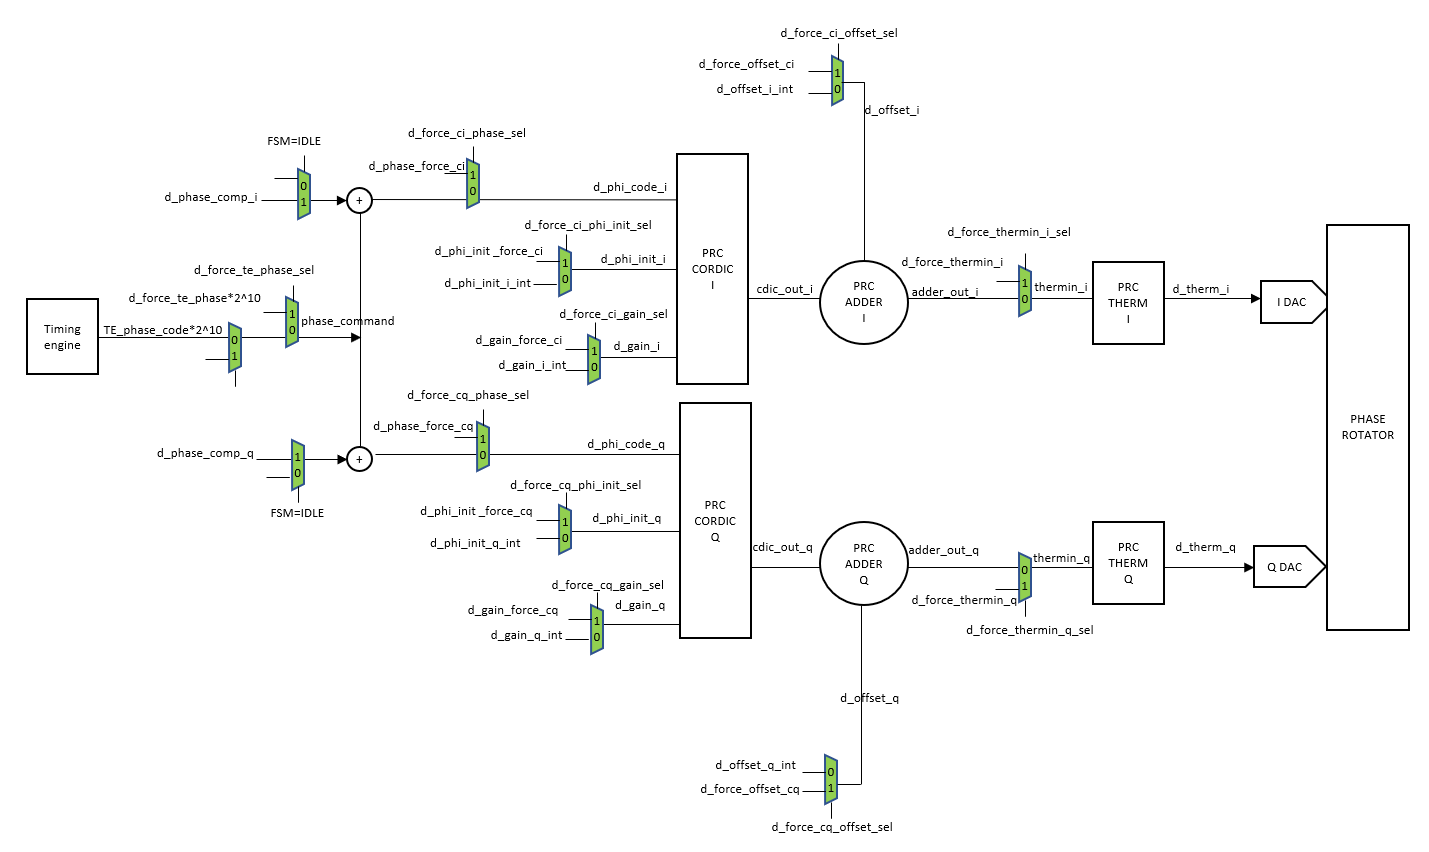 d_force_ci_offset_sel
d_force_offset_ci
1
d_offset_i_int
0
d_offset_i
FSM=IDLE
d_force_ci_phase_sel
d_phase_force_ci
1
0
d_phase_comp_i
0
1
+
d_phi_code_i
d_force_ci_phi_init_sel
d_phi_init _force_ci
1
d_phi_init_i
d_phi_init_i_int
0
PRC
CORDIC
I
d_force_te_phase_sel
d_force_te_phase*2^10
1
0
phase_command
Timing
engine
TE_phase_code*2^10
0
1
d_force_ci_gain_sel
d_gain_force_ci
1
d_gain_i
d_gain_i_int
0
cdic_out_i
PRC
ADDER
I
d_force_thermin_i_sel
d_force_thermin_i
1
0
adder_out_i
thermin_i
PRC
THERM
I
d_therm_i
I DAC
PHASE
ROTATOR
d_force_cq_phase_sel
d_phase_force_cq
1
0
d_phi_code_q
d_phase_comp_q
1
0
+
FSM=IDLE
d_force_cq_phi_init_sel
d_phi_init _force_cq
1
d_phi_init_q
d_phi_init_q_int
0
PRC
CORDIC
Q
d_force_cq_gain_sel
d_gain_force_cq
1
d_gain_q
d_gain_q_int
0
cdic_out_q
PRC
ADDER
Q
adder_out_q
0
1
thermin_q
d_force_thermin_q
d_force_thermin_q_sel
PRC
THERM
Q
d_therm_q
Q DAC
d_offset_q
d_offset_q_int
0
d_force_offset_cq
1
d_force_cq_offset_sel